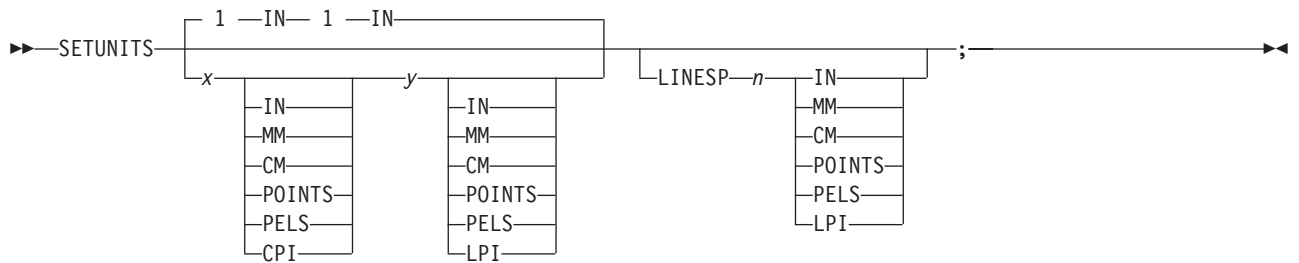 1 IN 1 IN
SETUNITS ;
x y LINESP n IN
IN IN MM
MM MM CM
CM CM POINTS
POINTS POINTS PELS
PELS PELS LPI
CPI LPI